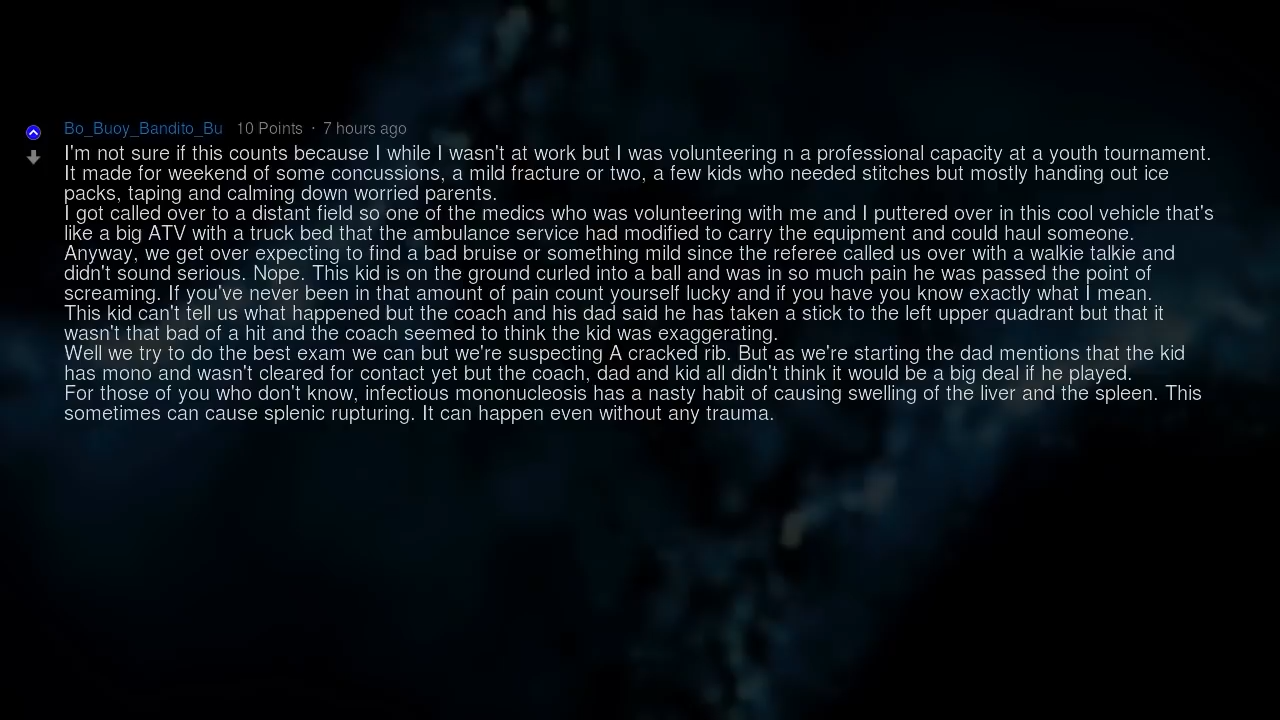 Bo_Buoy_Bandito_Bu 10 Points · 7 hours ago
I'm not sure if this counts because I while I wasn't at work but I was volunteering n a professional capacity at a youth tournament.
It made for weekend of some concussions, a mild fracture or two, a few kids who needed stitches but mostly handing out ice
packs, taping and calming down worried parents.
I got called over to a distant field so one of the medics who was volunteering with me and I puttered over in this cool vehicle that's
like a big ATV with a truck bed that the ambulance service had modified to carry the equipment and could haul someone.
Anyway, we get over expecting to find a bad bruise or something mild since the referee called us over with a walkie talkie and
didn't sound serious. Nope. This kid is on the ground curled into a ball and was in so much pain he was passed the point of
screaming. If you've never been in that amount of pain count yourself lucky and if you have you know exactly what I mean.
This kid can't tell us what happened but the coach and his dad said he has taken a stick to the left upper quadrant but that it
wasn't that bad of a hit and the coach seemed to think the kid was exaggerating.
Well we try to do the best exam we can but we're suspecting A cracked rib. But as we're starting the dad mentions that the kid
has mono and wasn't cleared for contact yet but the coach, dad and kid all didn't think it would be a big deal if he played.
For those of you who don't know, infectious mononucleosis has a nasty habit of causing swelling of the liver and the spleen. This
sometimes can cause splenic rupturing. It can happen even without any trauma.